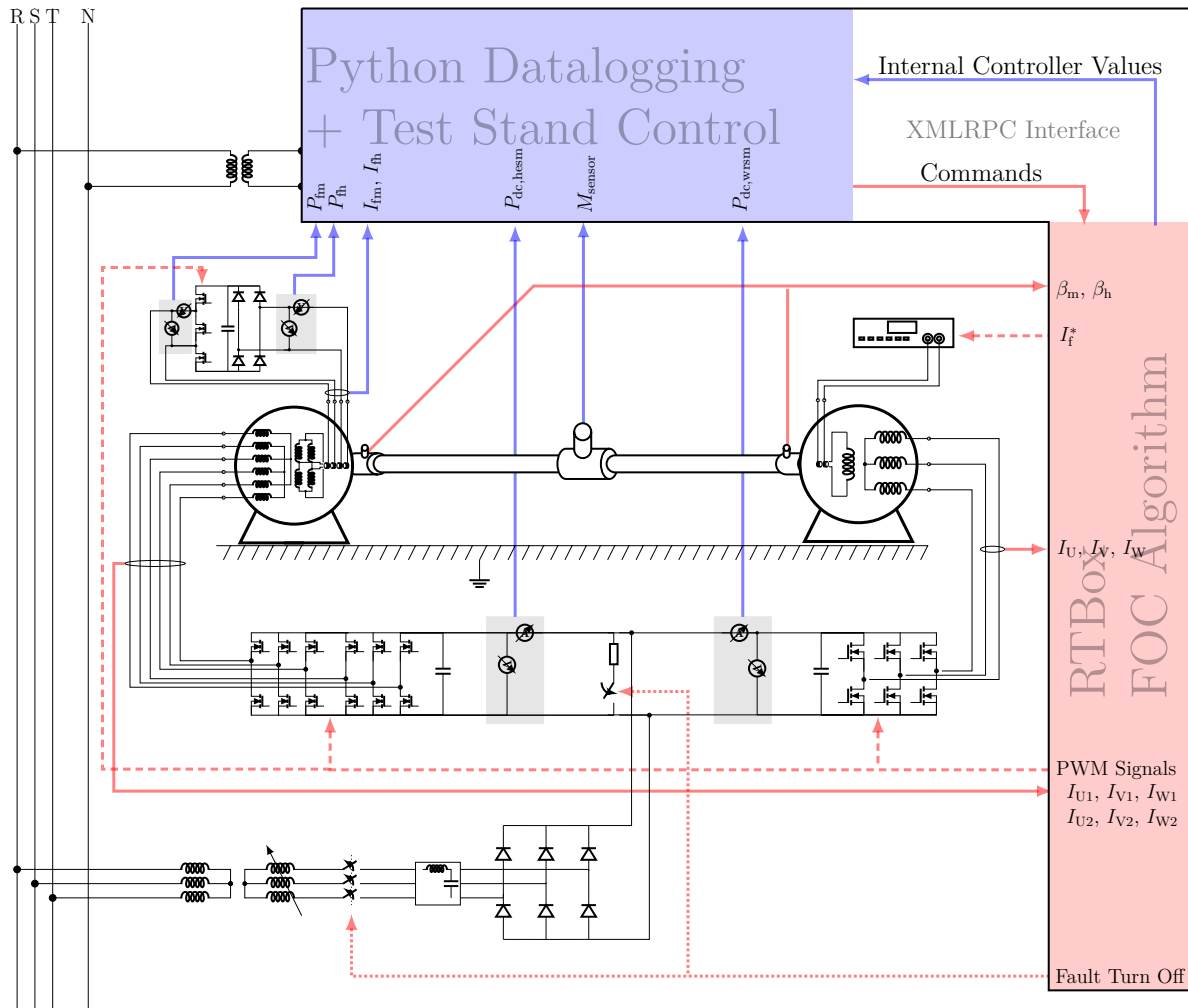 R S T N
Python Datalogging
+ Test Stand Control
Internal Controller Values
XMLRPC Interface
Commands
P_fm
P_fh
I_fm, I_fh
P_dc,hesm
M_sensor
P_dc,wrsm
β_m, β_h
I_f^*
I_U, I_V, I_W
RTBox
FOC Algorithm
PWM Signals
I_U1, I_V1, I_W1
I_U2, I_V2, I_W2
Fault Turn Off